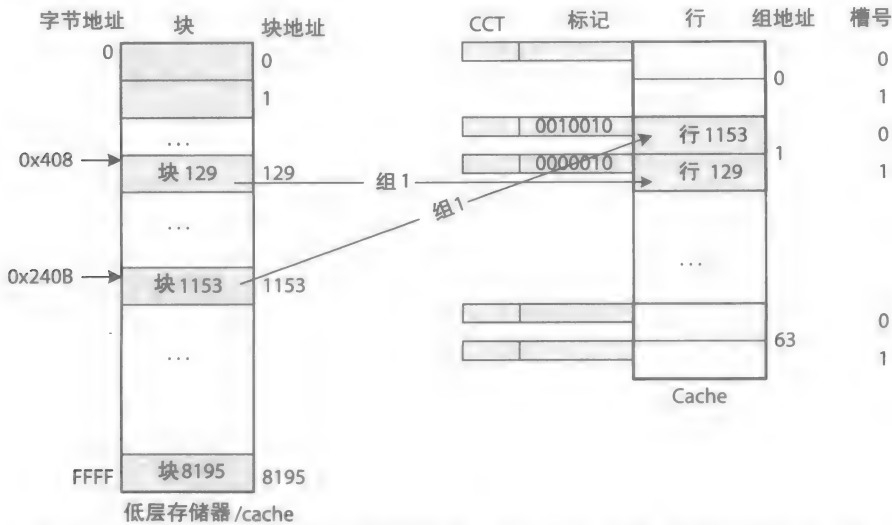 字节地址 块 块地址
0 0
1
...
0x408 块 129 129
...
0x240B 块 1153 1153
...
FFFF 块8195 8195
低层存储器/cache
组1
组1
CCT 标记 行 组地址 槽号
0 0
1
0010010 行 1153 1 0
0000010 行 129 1
...
63 0
1
Cache